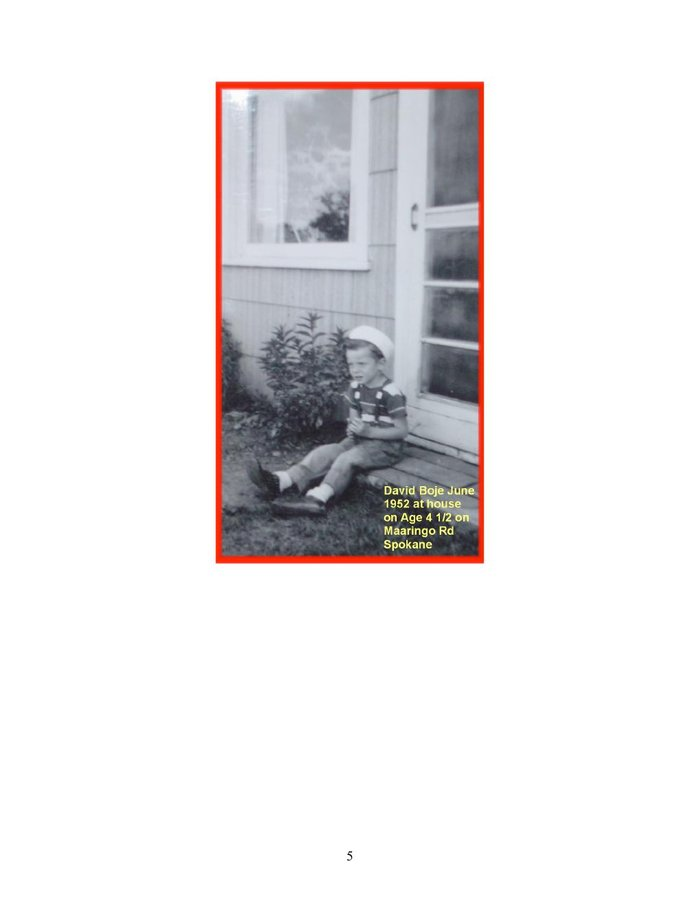 David Boje June
1952 at house
on Age 4 1/2 on
Maaringo Rd
Spokane
5